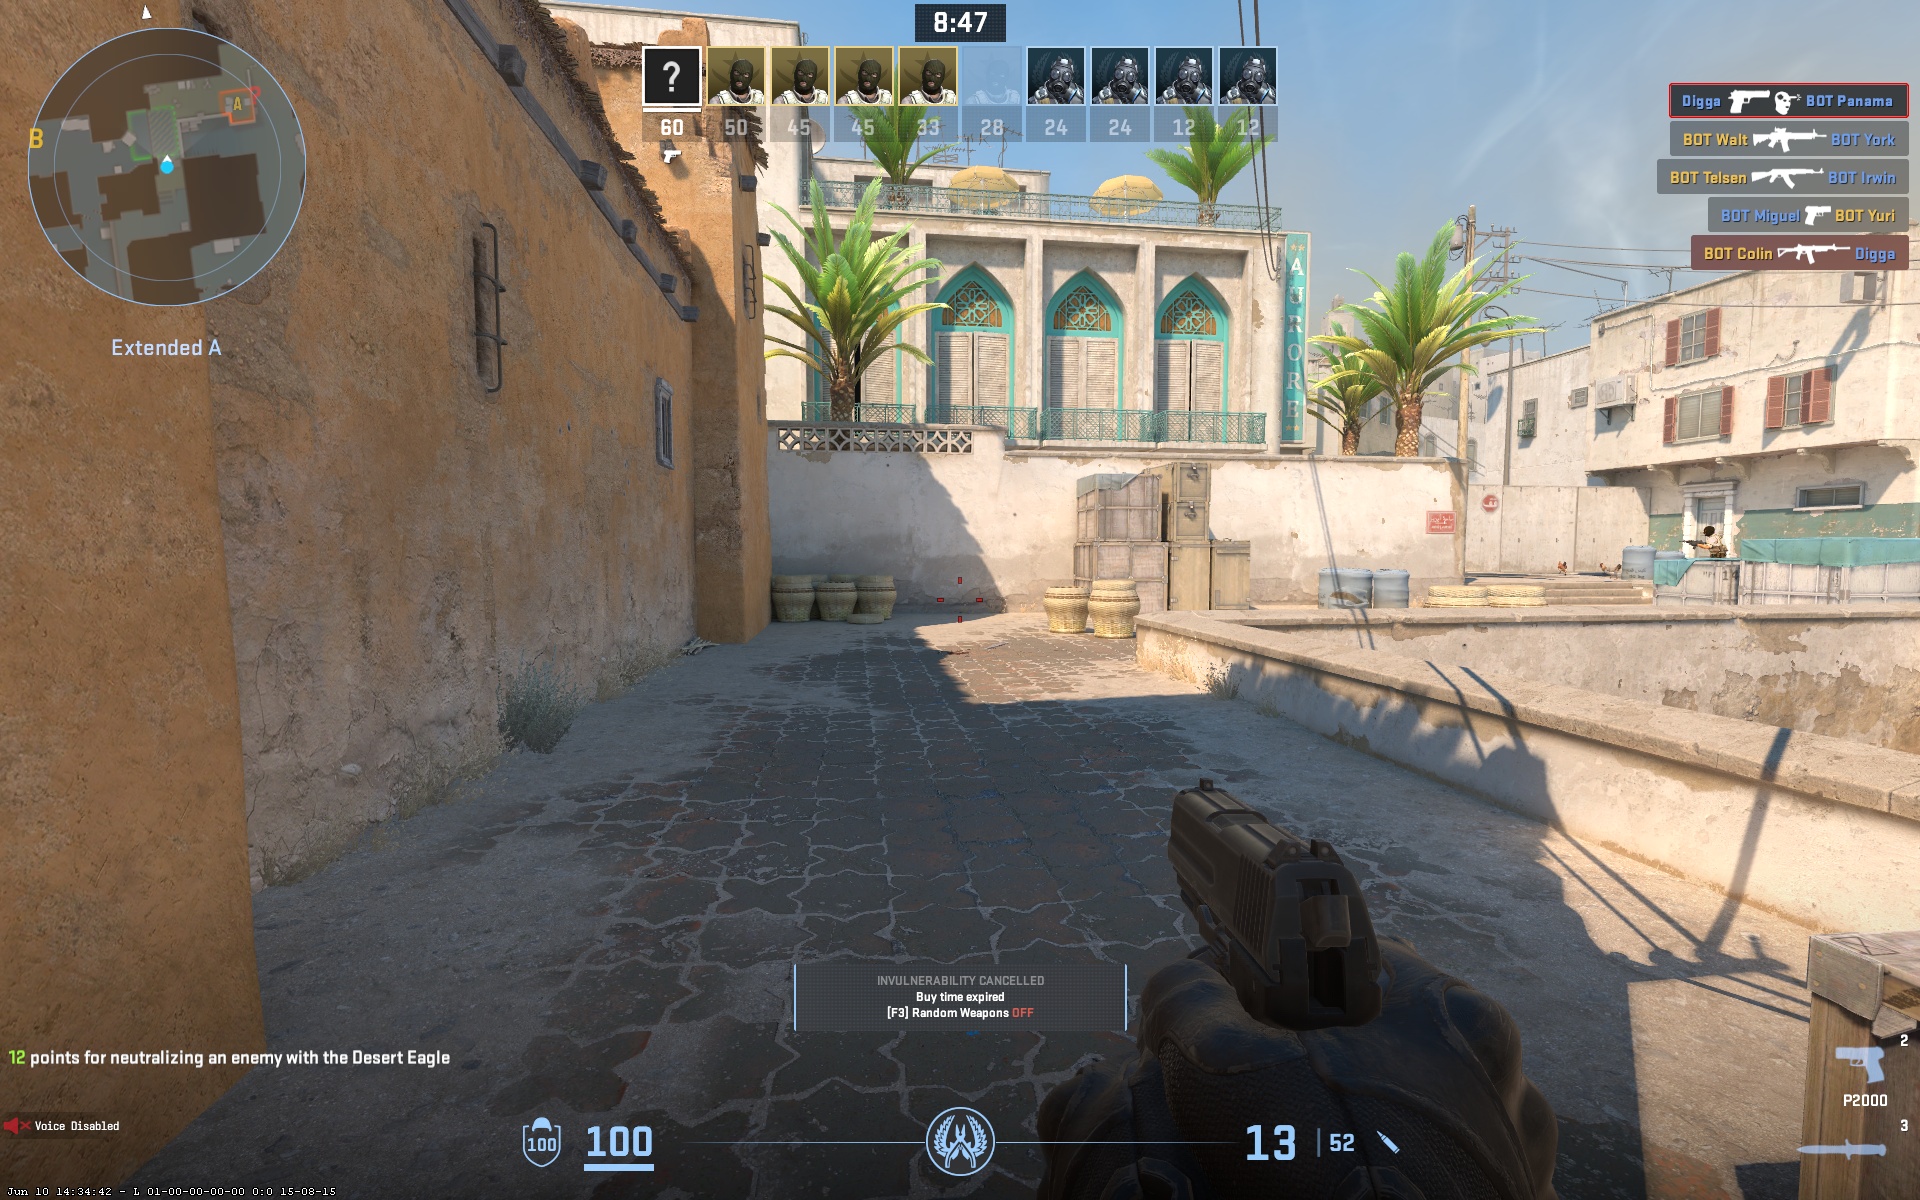 8:47
A
B
?
60
50
45
45
33
28
24
24
12
12
Digga BOT Panama
BOT Walt BOT York
BOT Telsen BOT Irwin
BOT Miguel BOT Yuri
BOT Colin Digga
Extended A
AURORE
INVULNERABILITY CANCELLED
Buy time expired
[F3] Random Weapons OFF
12 points for neutralizing an enemy with the Desert Eagle
Voice Disabled
100
100
13 | 52
2
P2000
3
Jun 10 14:34:42 - L 01-00-00-00-00 0:0 15-08-15